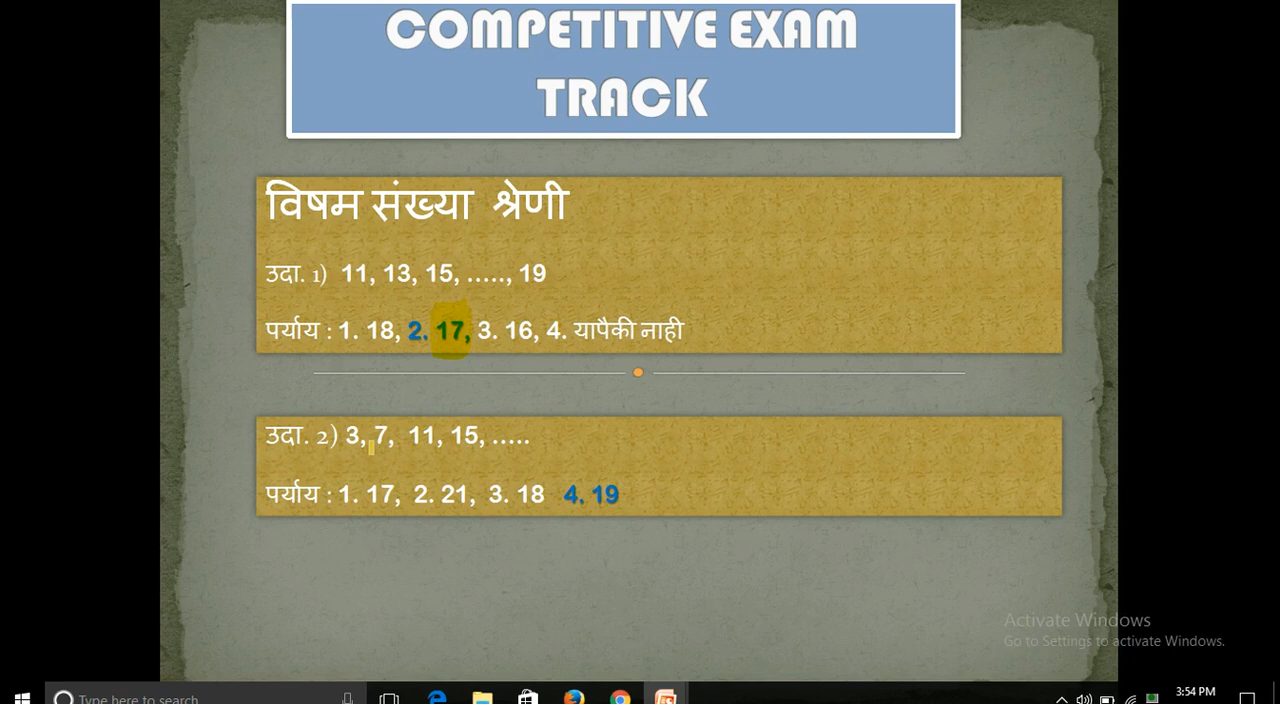 COMPETITIVE EXAM
TRACK
विषम संख्या श्रेणी
उदा. 1) 11, 13, 15, ....., 19
पर्याय : 1. 18, 2. 17, 3. 16, 4. यापैकी नाही
उदा. 2) 3, 7, 11, 15, .....
पर्याय : 1. 17, 2. 21, 3. 18 4. 19
Activate Windows
Go to Settings to activate Windows.
Type here to search
3:54 PM